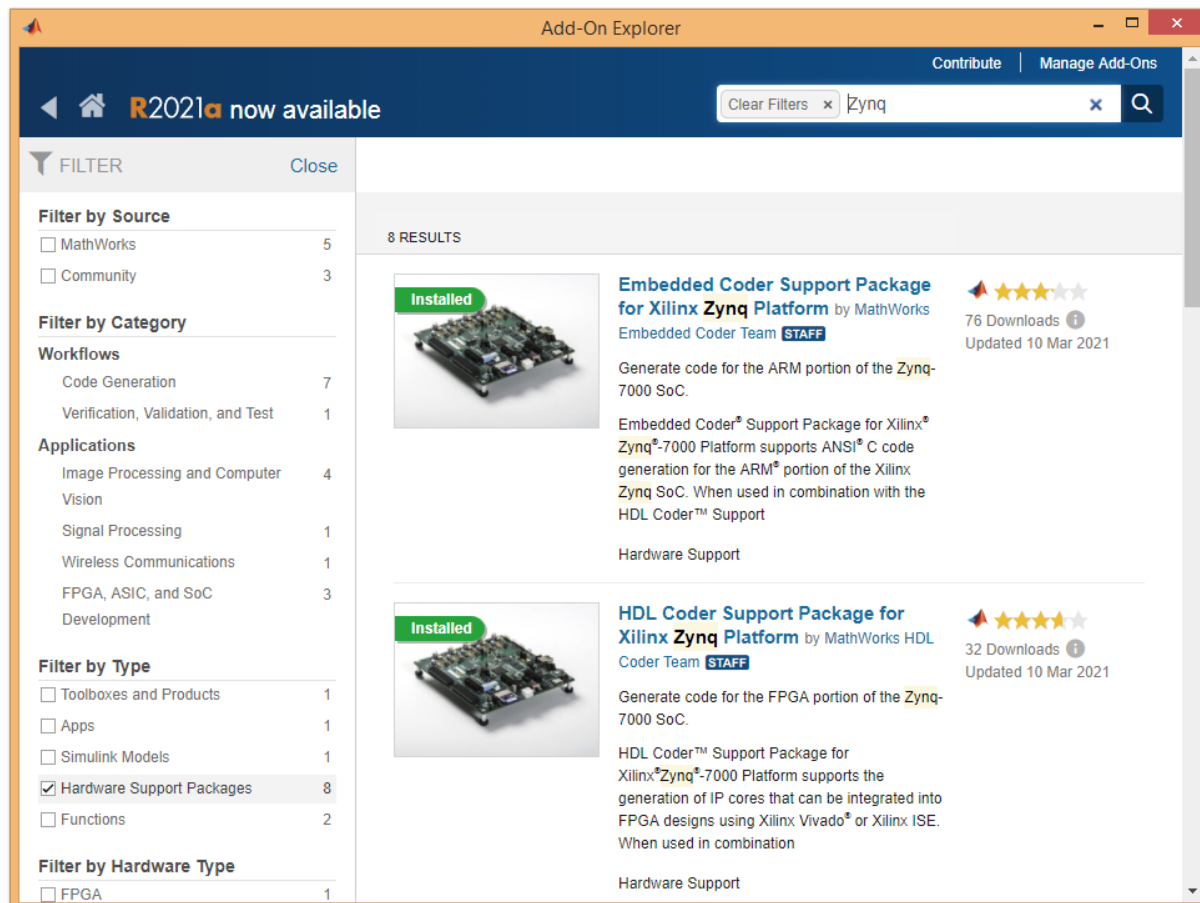 Add-On Explorer
Contribute
Manage Add-Ons
R2021a now available
Clear Filters ×
Zynq
FILTER
Close
Filter by Source
MathWorks 5
Community 3
Filter by Category
Workflows
Code Generation 7
Verification, Validation, and Test 1
Applications
Image Processing and Computer 4
Vision
Signal Processing 1
Wireless Communications 1
FPGA, ASIC, and SoC 3
Development
Filter by Type
Toolboxes and Products 1
Apps 1
Simulink Models 1
Hardware Support Packages 8
Functions 2
Filter by Hardware Type
FPGA 1
8 RESULTS
Installed
Embedded Coder Support Package
for Xilinx Zynq Platform by MathWorks
Embedded Coder Team STAFF
Generate code for the ARM portion of the Zynq-
7000 SoC.
Embedded Coder® Support Package for Xilinx®
Zynq®-7000 Platform supports ANSI® C code
generation for the ARM® portion of the Xilinx
Zynq SoC. When used in combination with the
HDL Coder™ Support
Hardware Support
76 Downloads
Updated 10 Mar 2021
Installed
HDL Coder Support Package for
Xilinx Zynq Platform by MathWorks HDL
Coder Team STAFF
Generate code for the FPGA portion of the Zynq-
7000 SoC.
HDL Coder™ Support Package for
Xilinx®Zynq®-7000 Platform supports the
generation of IP cores that can be integrated into
FPGA designs using Xilinx Vivado® or Xilinx ISE.
When used in combination
Hardware Support
32 Downloads
Updated 10 Mar 2021